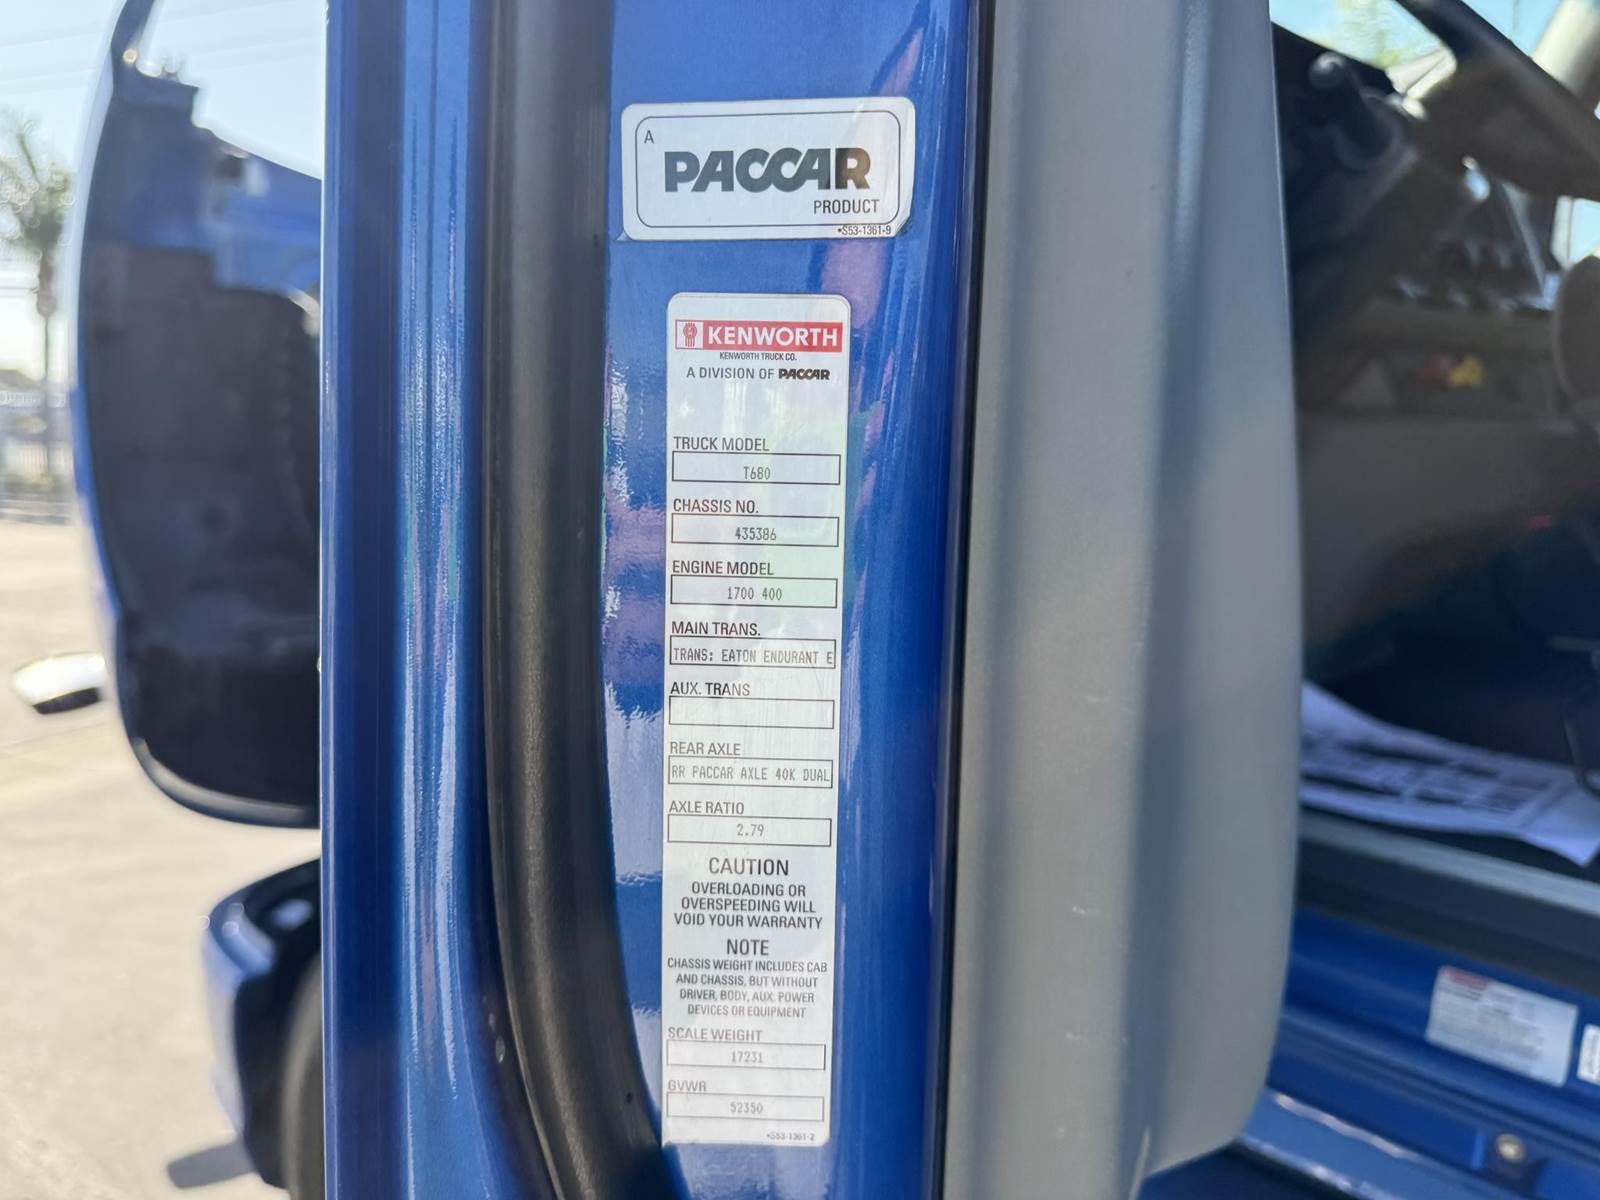 A
PACCAR
PRODUCT
•S53-1361-9
KENWORTH
KENWORTH TRUCK CO.
A DIVISION OF PACCAR
TRUCK MODEL
T680
CHASSIS NO.
435386
ENGINE MODEL
1700 400
MAIN TRANS.
TRANS: EATON ENDURANT E
AUX. TRANS
REAR AXLE
RR PACCAR AXLE 40K DUAL
AXLE RATIO
2.79
CAUTION
OVERLOADING OR
OVERSPEEDING WILL
VOID YOUR WARRANTY
NOTE
CHASSIS WEIGHT INCLUDES CAB
AND CHASSIS, BUT WITHOUT
DRIVER, BODY, AUX. POWER
DEVICES OR EQUIPMENT
SCALE WEIGHT
17231
GVWR
52350
•S53-1361-2